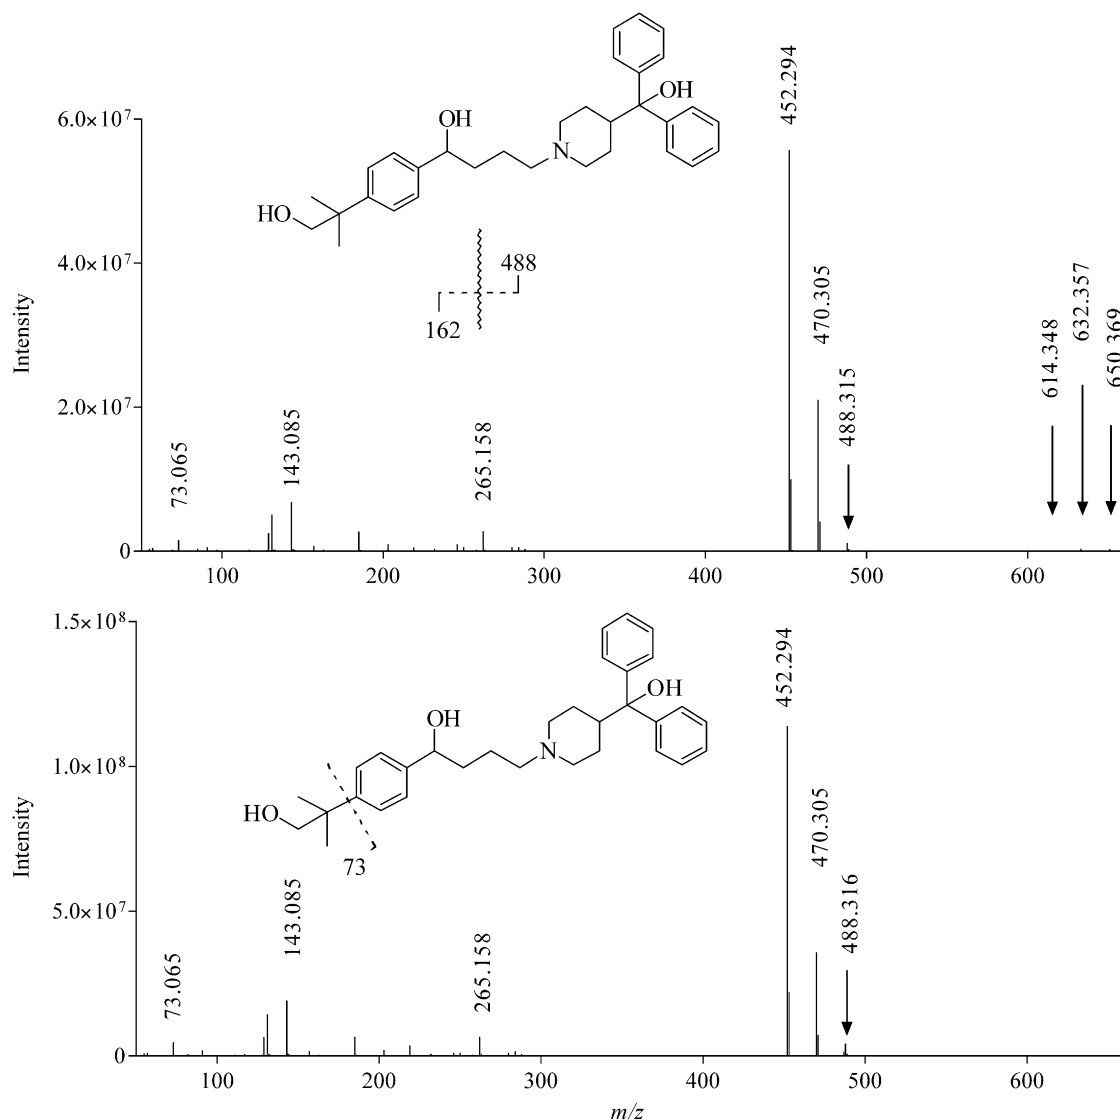 452.294
OH
6.0×10⁷
OH
N
HO
632.357
488
4.0×10⁷
470.305
650.369
614.348
162
Intensity
488.315
2.0×10⁷
143.085
265.158
73.065
0
100 200 300 400 500 600
1.5×10⁸
452.294
OH
OH
N
1.0×10⁸
HO
470.305
Intensity
73
488.316
5.0×10⁷
143.085
265.158
73.065
0
100 200 300 400 500 600
m/z